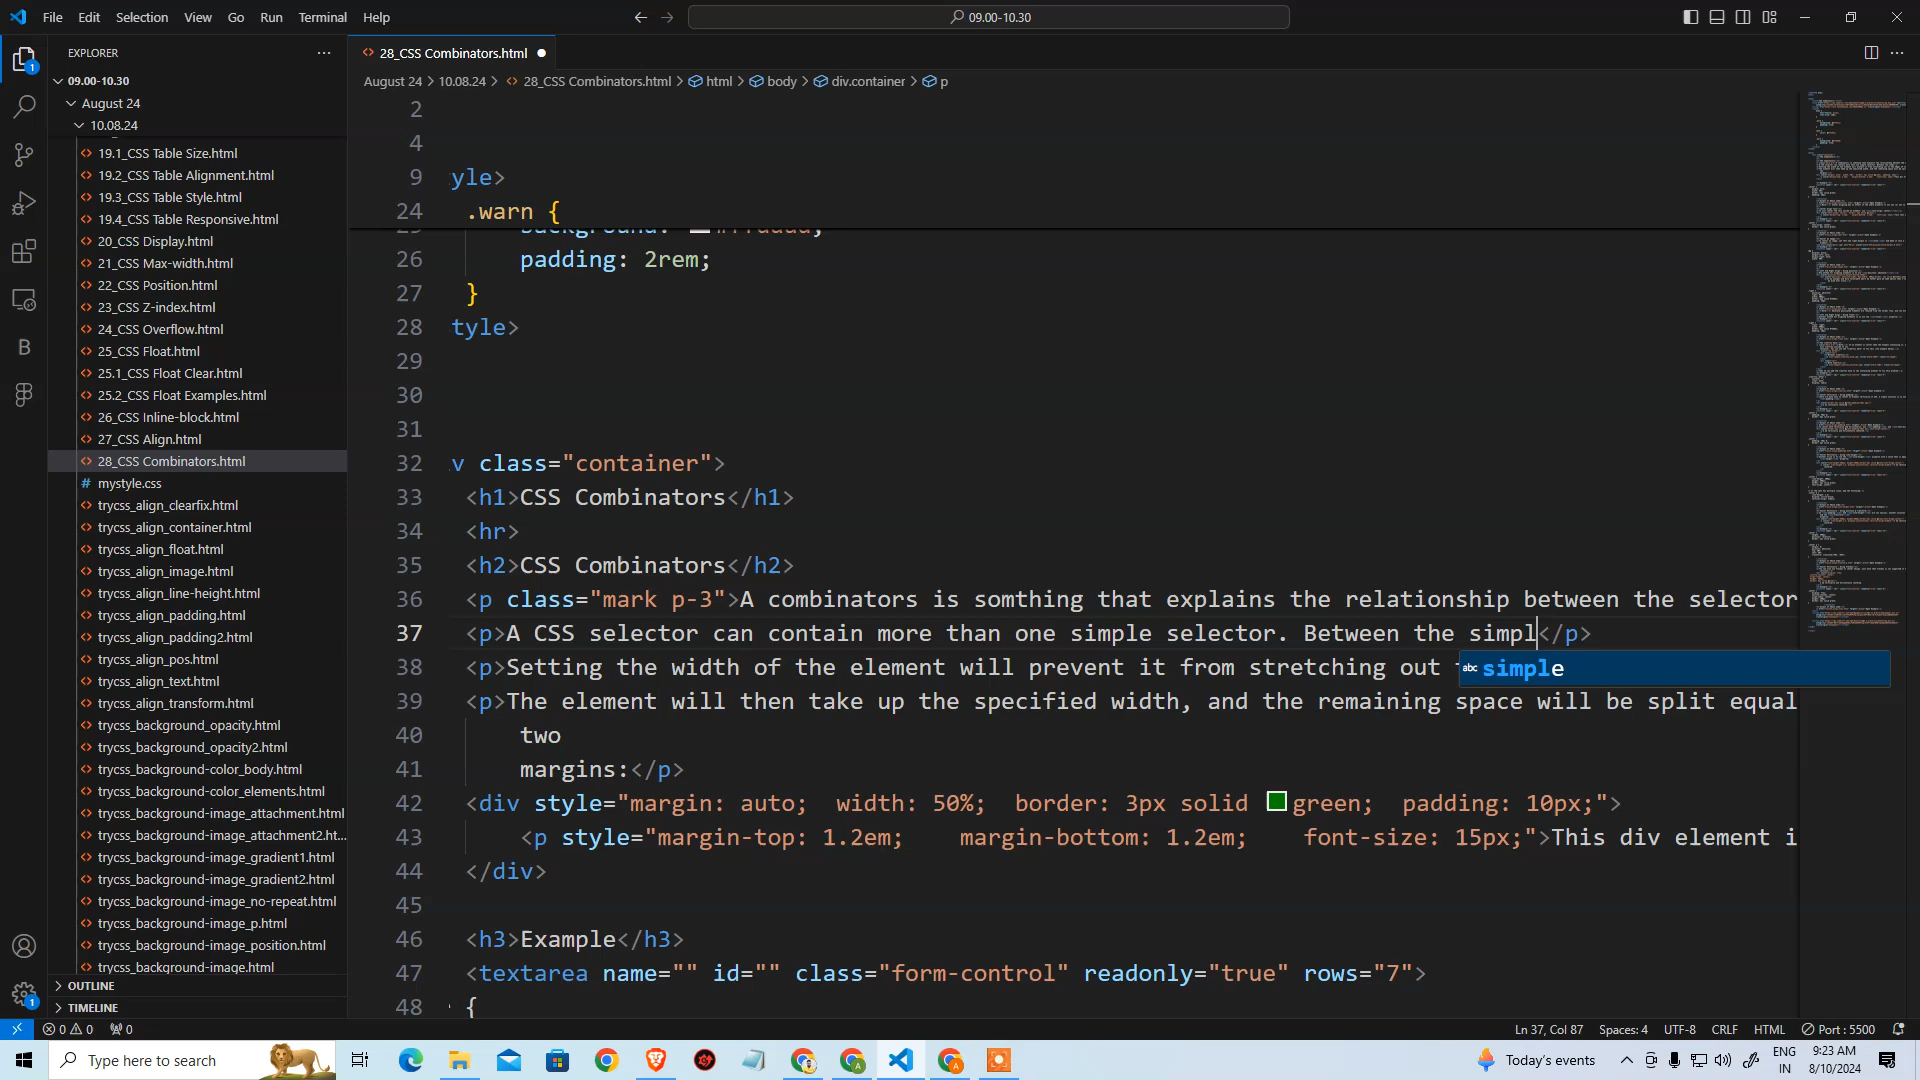 File Edit Selection View Go Run Terminal Help
09.00-10.30
EXPLORER
28_CSS Combinators.html
09.00-10.30
August 24 > 10.08.24 > 28_CSS Combinators.html > html > body > div.container > p
August 24
10.08.24
19.1_CSS Table Size.html
19.2_CSS Table Alignment.html
19.3_CSS Table Style.html
19.4_CSS Table Responsive.html
20_CSS Display.html
21_CSS Max-width.html
22_CSS Position.html
23_CSS Z-index.html
24_CSS Overflow.html
25_CSS Float.html
25.1_CSS Float Clear.html
25.2_CSS Float Examples.html
26_CSS Inline-block.html
27_CSS Align.html
28_CSS Combinators.html
# mystyle.css
trycss_align_clearfix.html
trycss_align_container.html
trycss_align_float.html
trycss_align_image.html
trycss_align_line-height.html
trycss_align_padding.html
trycss_align_padding2.html
trycss_align_pos.html
trycss_align_text.html
trycss_align_transform.html
trycss_background_opacity.html
trycss_background_opacity2.html
trycss_background-color_body.html
trycss_background-color_elements.html
trycss_background-image_attachment.html
trycss_background-image_attachment2.ht...
trycss_background-image_gradient1.html
trycss_background-image_gradient2.html
trycss_background-image_no-repeat.html
trycss_background-image_p.html
trycss_background-image_position.html
trycss_background-image.html
OUTLINE
TIMELINE
2
4
9 yle>
24 .warn {
26 padding: 2rem;
27 }
28 tyle>
29
30
31
32 v class="container">
33 <h1>CSS Combinators</h1>
34 <hr>
35 <h2>CSS Combinators</h2>
36 <p class="mark p-3">A combinators is somthing that explains the relationship between the selector
37 <p>A CSS selector can contain more than one simple selector. Between the simpl</p>
38 <p>Setting the width of the element will prevent it from stretching out
abc simple
39 <p>The element will then take up the specified width, and the remaining space will be split equal
40 two
41 margins:</p>
42 <div style="margin: auto;  width: 50%;  border: 3px solid green;  padding: 10px;">
43 <p style="margin-top: 1.2em;    margin-bottom: 1.2em;    font-size: 15px;">This div element i
44 </div>
45
46 <h3>Example</h3>
47 <textarea name="" id="" class="form-control" readonly="true" rows="7">
48 {
0 0 0 Ln 37, Col 87 Spaces: 4 UTF-8 CRLF HTML Port : 5500
Type here to search
Today's events
ENG IN
9:23 AM
8/10/2024